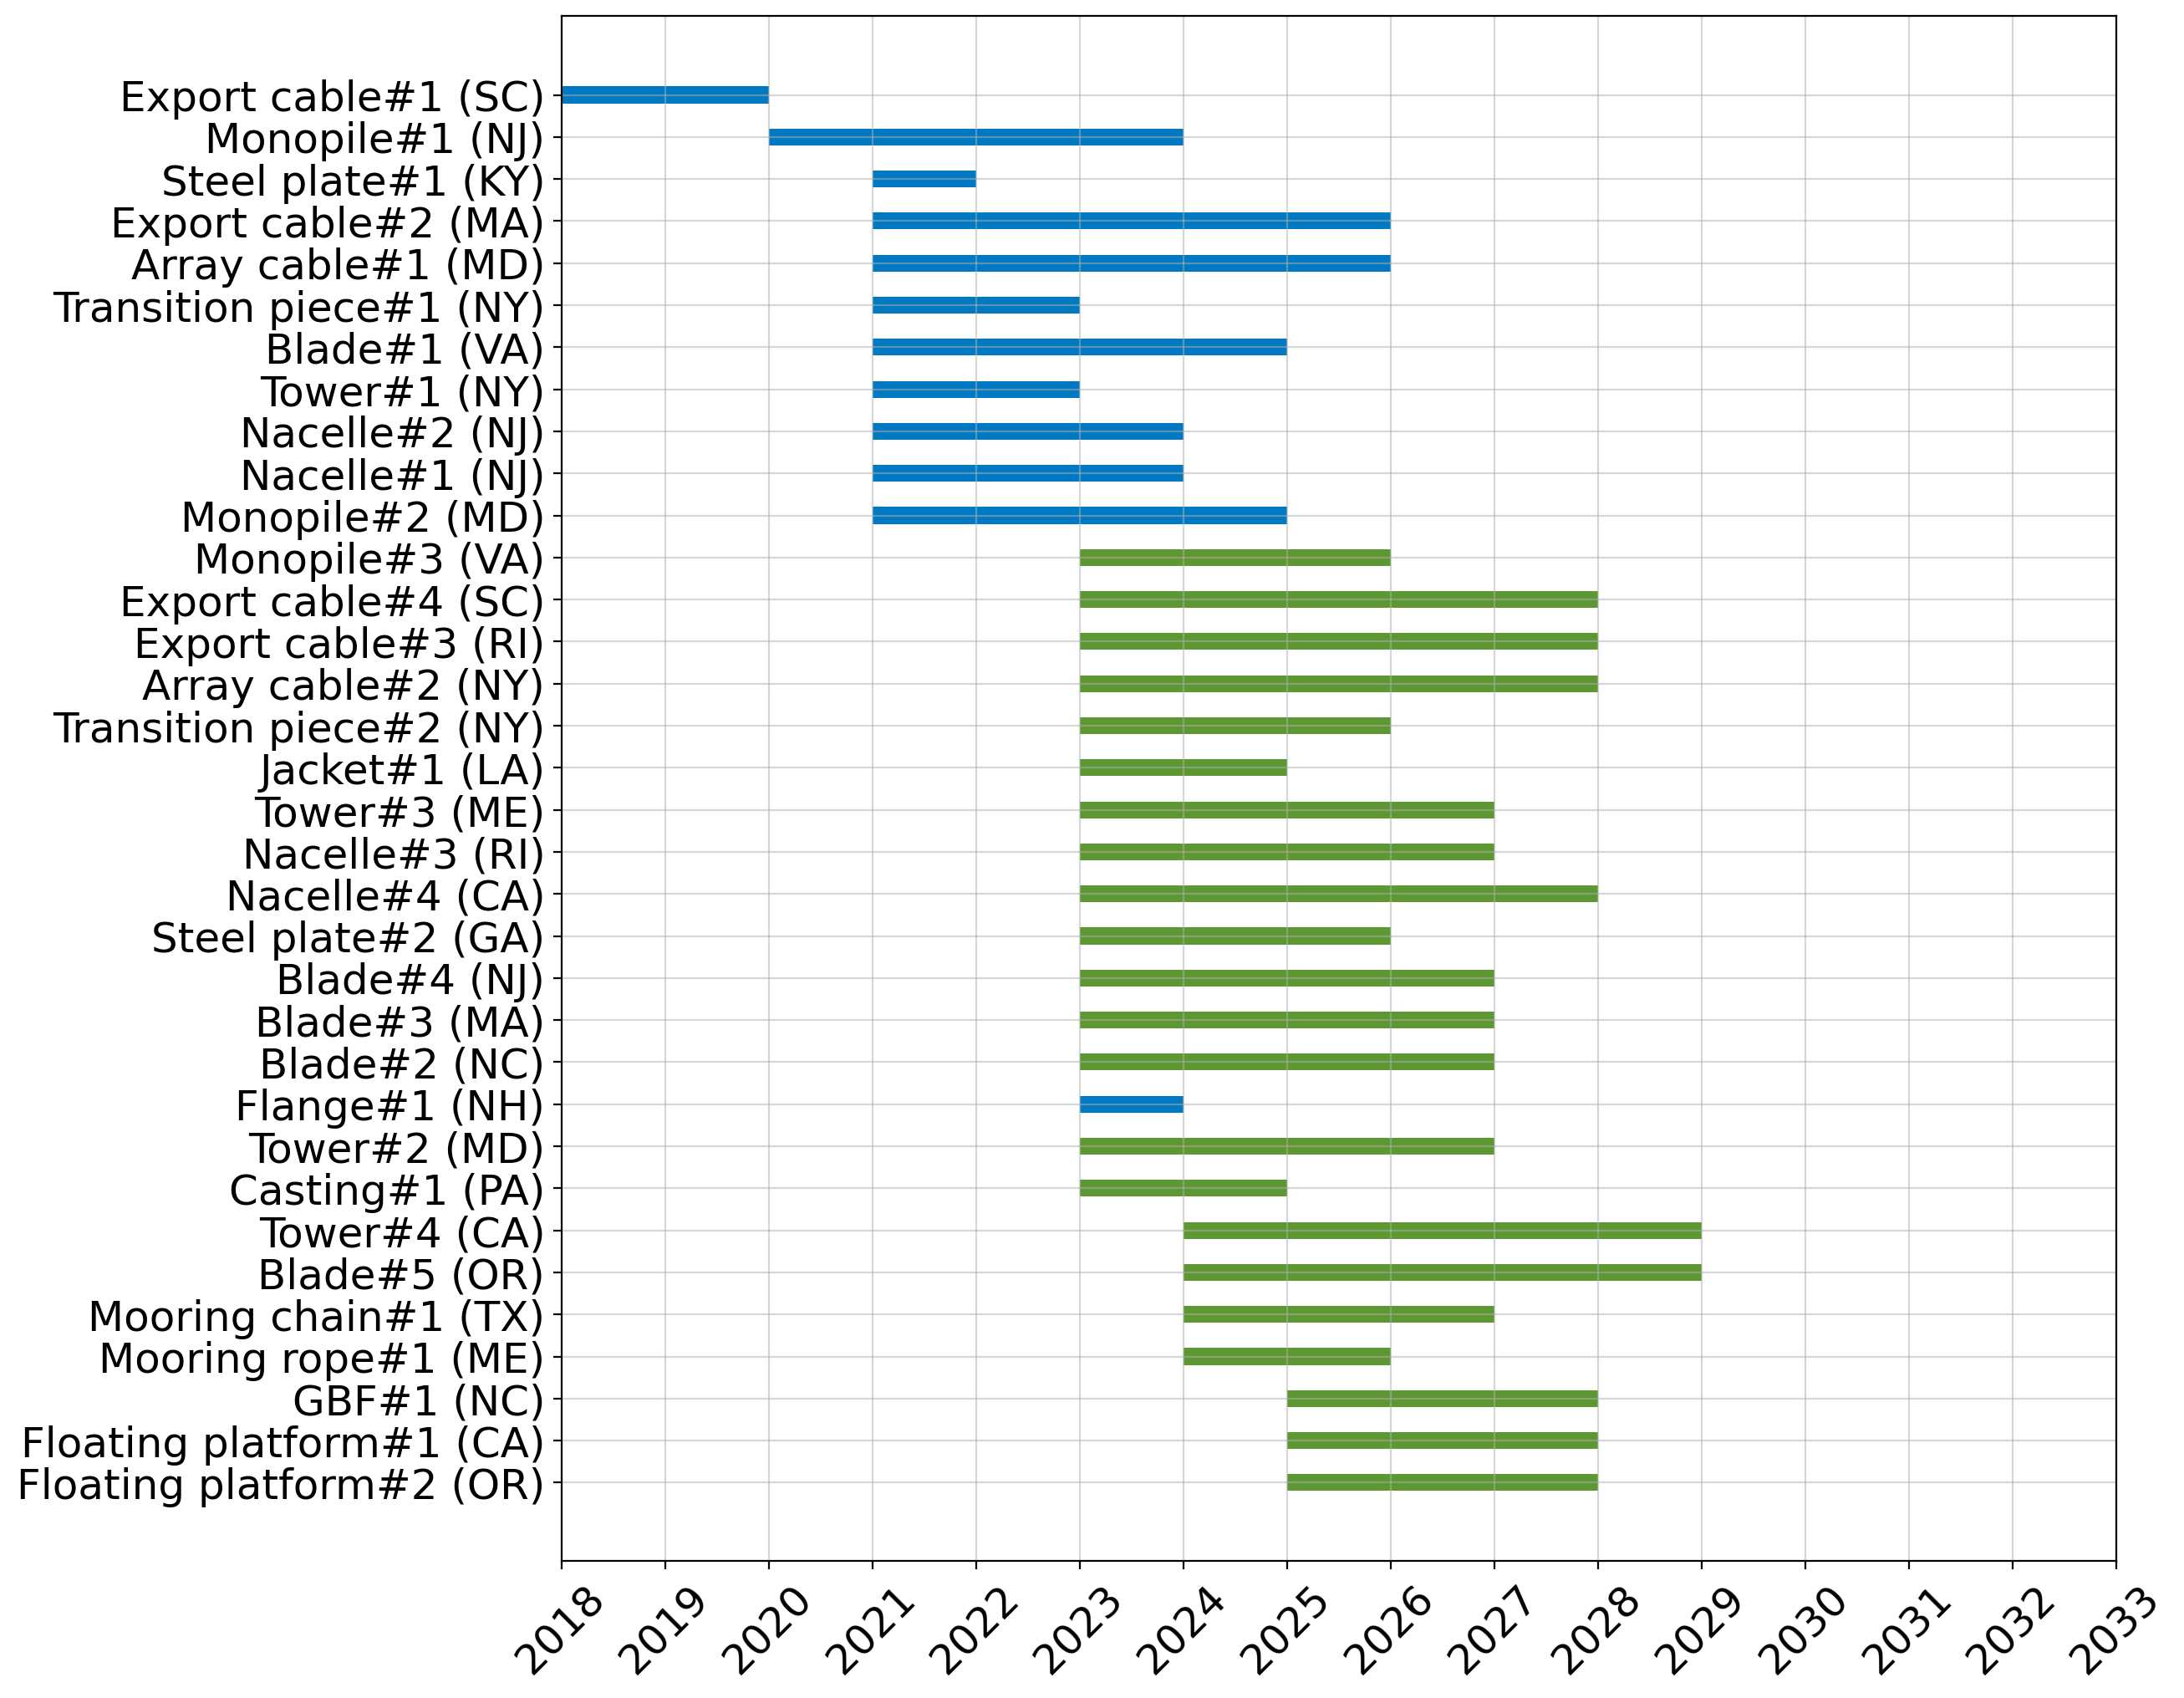 Export cable#1 (SC)
Monopile#1 (NJ)
Steel plate#1 (KY)
Export cable#2 (MA)
Array cable#1 (MD)
Transition piece#1 (NY)
Blade#1 (VA)
Tower#1 (NY)
Nacelle#2 (NJ)
Nacelle#1 (NJ)
Monopile#2 (MD)
Monopile#3 (VA)
Export cable#4 (SC)
Export cable#3 (RI)
Array cable#2 (NY)
Transition piece#2 (NY)
Jacket#1 (LA)
Tower#3 (ME)
Nacelle#3 (RI)
Nacelle#4 (CA)
Steel plate#2 (GA)
Blade#4 (NJ)
Blade#3 (MA)
Blade#2 (NC)
Flange#1 (NH)
Tower#2 (MD)
Casting#1 (PA)
Tower#4 (CA)
Blade#5 (OR)
Mooring chain#1 (TX)
Mooring rope#1 (ME)
GBF#1 (NC)
Floating platform#1 (CA)
Floating platform#2 (OR)
2018 2019 2020 2021 2022 2023 2024 2025 2026 2027 2028 2029 2030 2031 2032 2033